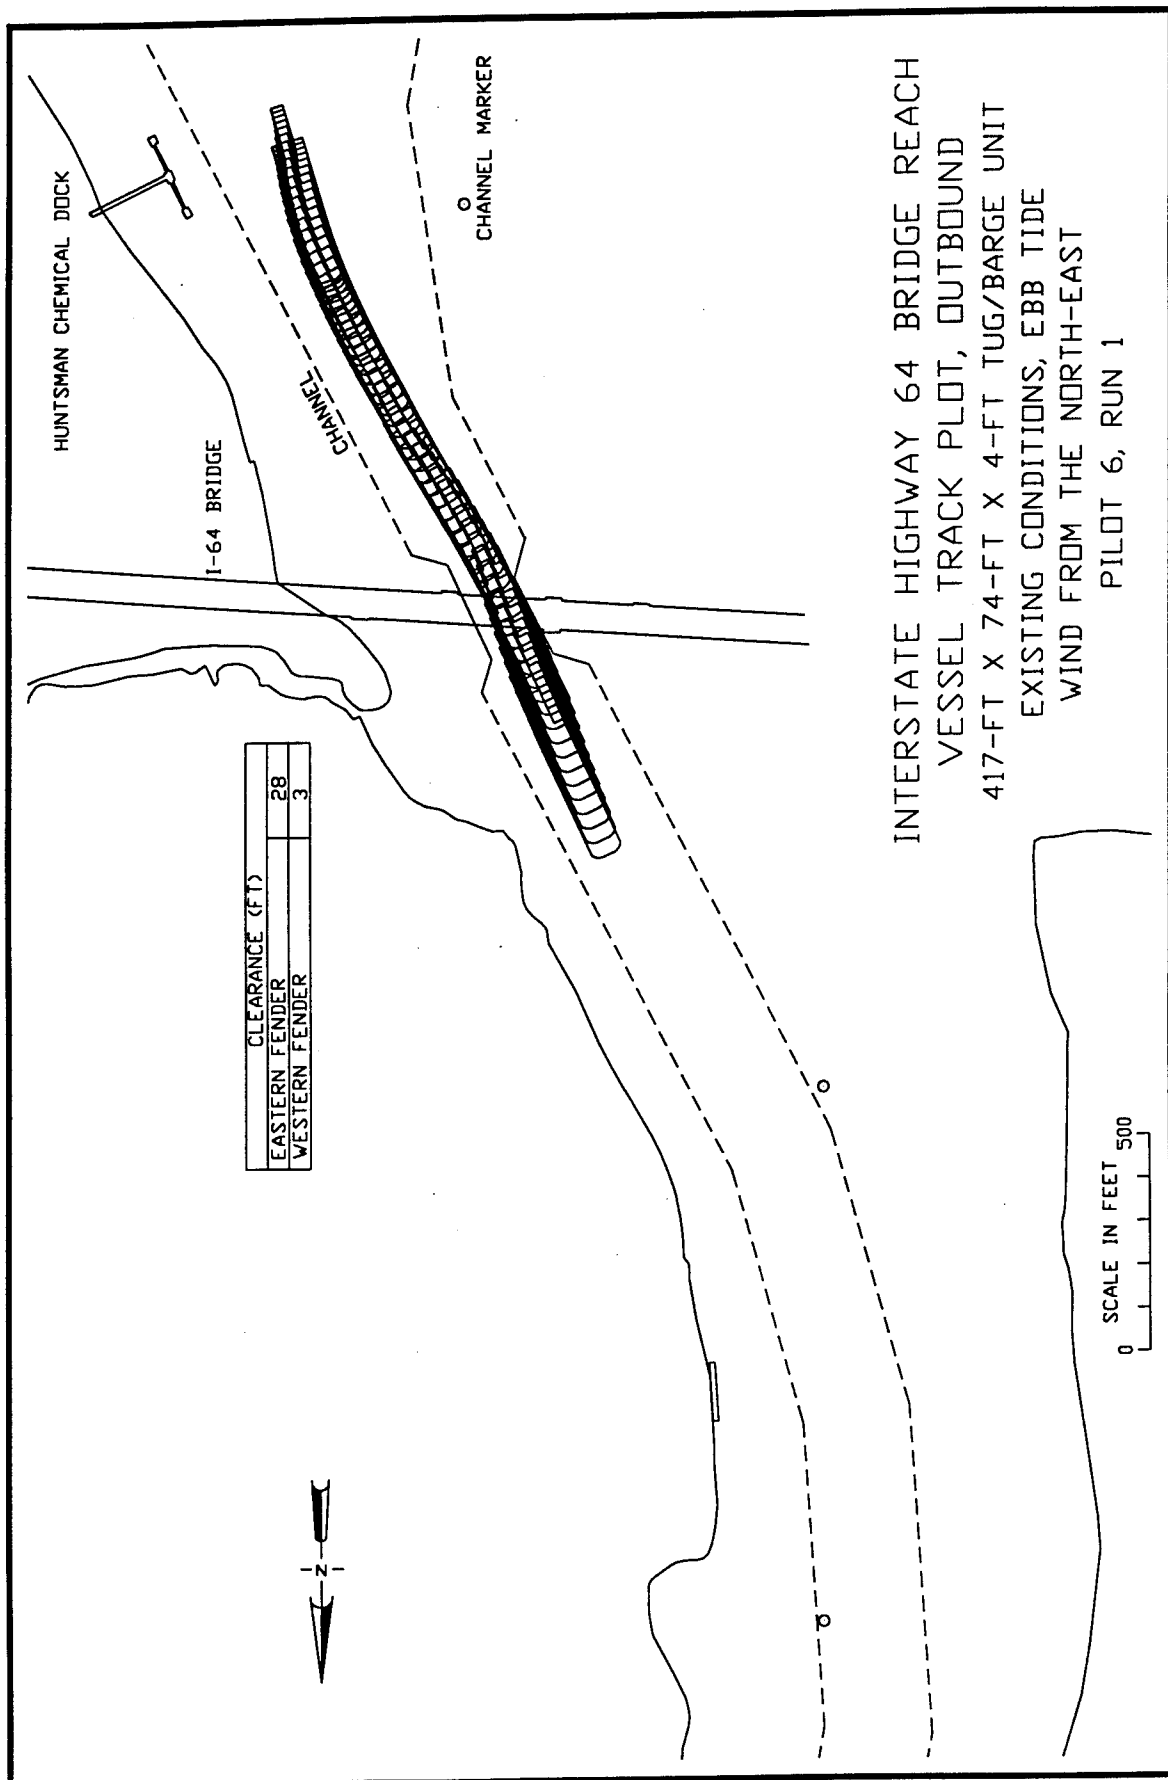 HUNTSMAN CHEMICAL DOCK
I-64 BRIDGE
CHANNEL
CHANNEL MARKER
CLEARANCE (FT)
EASTERN FENDER 28
WESTERN FENDER 3
N
INTERSTATE HIGHWAY 64 BRIDGE REACH
VESSEL TRACK PLOT, OUTBOUND
417-FT X 74-FT X 4-FT TUG/BARGE UNIT
EXISTING CONDITIONS, EBB TIDE
WIND FROM THE NORTH-EAST
PILOT 6, RUN 1
SCALE IN FEET
0 500